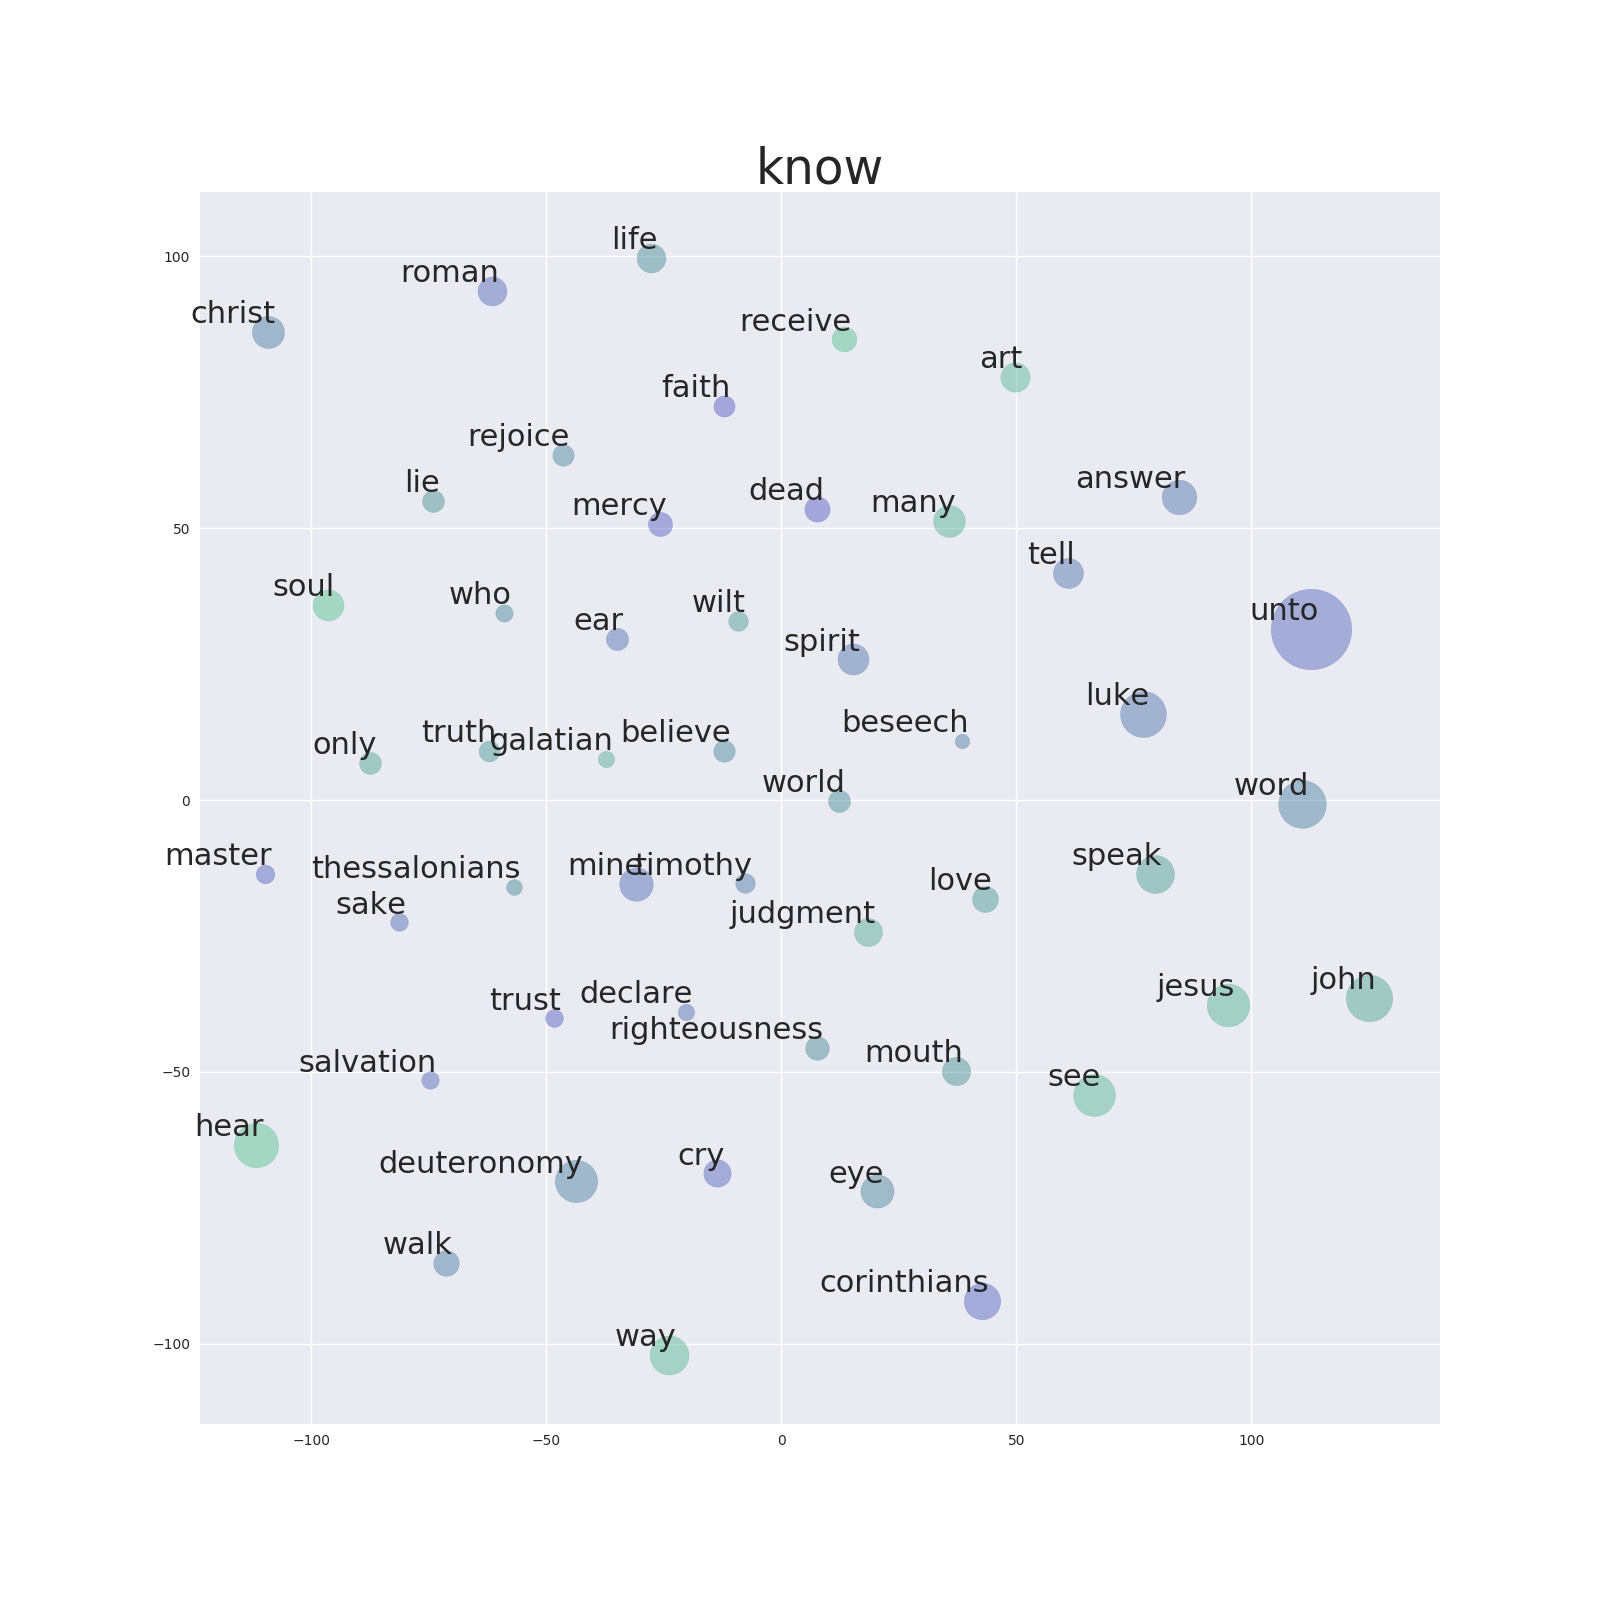 know
life
roman
christ
receive
art
faith
rejoice
lie
mercy
dead
many
answer
tell
soul
who
ear
wilt
unto
spirit
luke
only
truth
galatian
believe
beseech
world
word
master
thessalonians
mine
timothy
sake
love
speak
judgment
trust
declare
righteousness
jesus
john
salvation
mouth
see
hear
deuteronomy
cry
eye
walk
corinthians
way
100
50
0
−50
−100
−100
−50
0
50
100